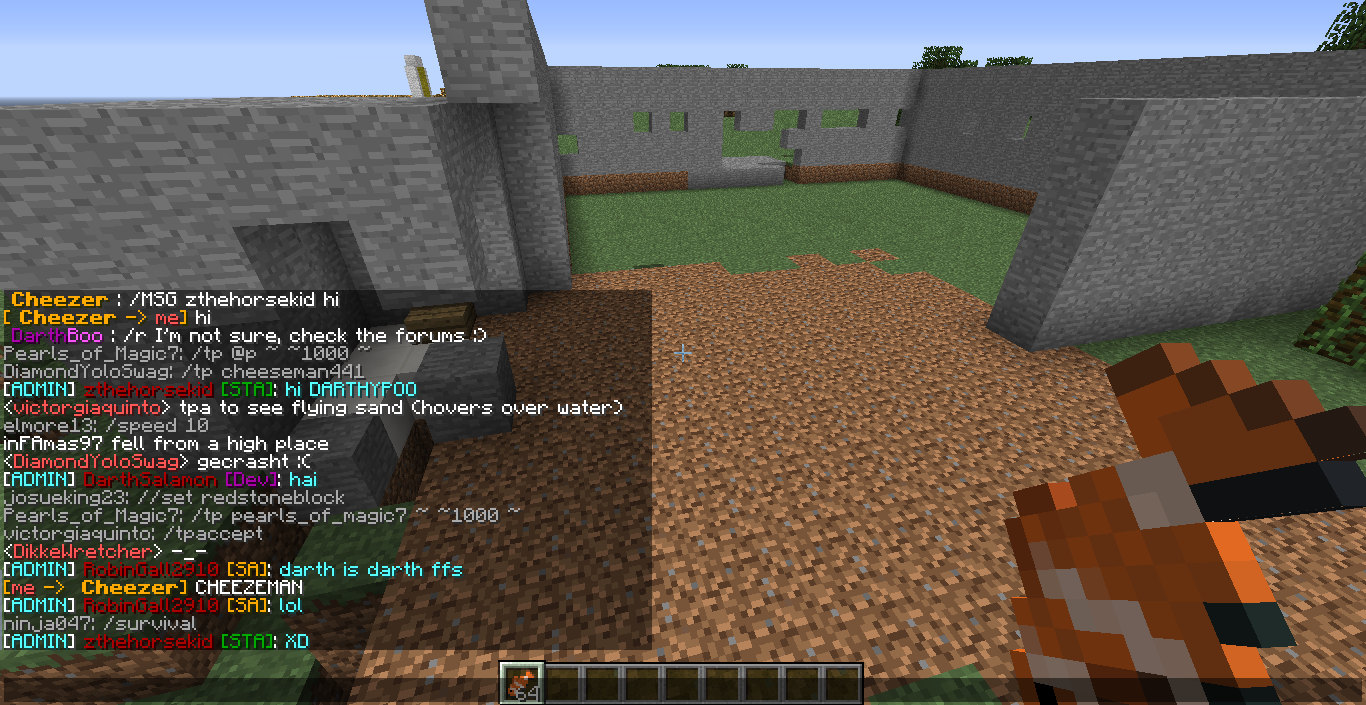 Cheezer : /MSG zthehorsekid hi
[ Cheezer -> me] hi
DarthBoo : /r I'm not sure, check the forums :)
Pearls_of_Magic7: /tp @p ~ ~1000 ~
DiamondYoloSwag: /tp cheeseman441
[ADMIN] zthehorsekid [STA]: hi DARTHYPOO
<victorgiaquinto> tpa to see flying sand (hovers over water)
elmore13: /speed 10
inFAmas97 fell from a high place
<DiamondYoloSwag> gecrasht :C
[ADMIN] DarthSalamon [Dev]: hai
josueking23: //set redstoneblock
Pearls_of_Magic7: /tp pearls_of_magic7 ~ ~1000 ~
victorgiaquinto: /tpaccept
<DikkeWretcher> -_-
[ADMIN] RobinGall2910 [SA]: darth is darth ffs
[me -> Cheezer] CHEEZEMAN
[ADMIN] RobinGall2910 [SA]: lol
ninja047: /survival
[ADMIN] zthehorsekid [STA]: XD
64